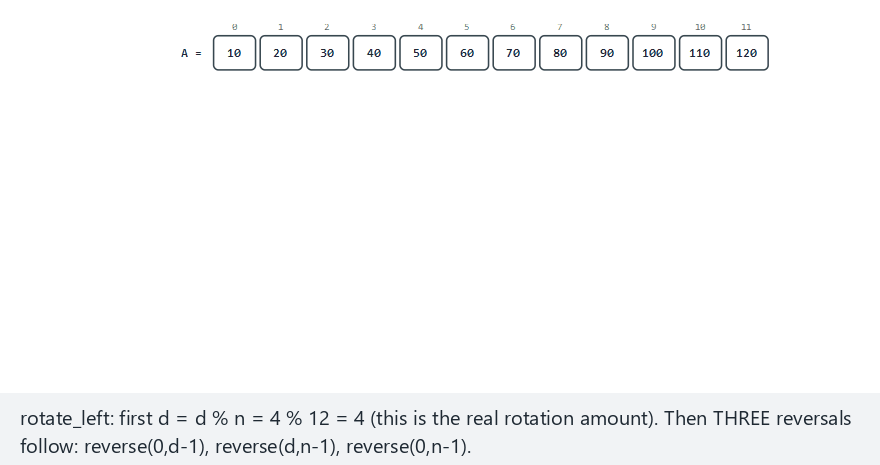 0 1 2 3 4 5 6 7 8 9 10 11
A = 10 20 30 40 50 60 70 80 90 100 110 120
rotate_left: first d = d % n = 4 % 12 = 4 (this is the real rotation amount). Then THREE reversals
follow: reverse(0,d-1), reverse(d,n-1), reverse(0,n-1).